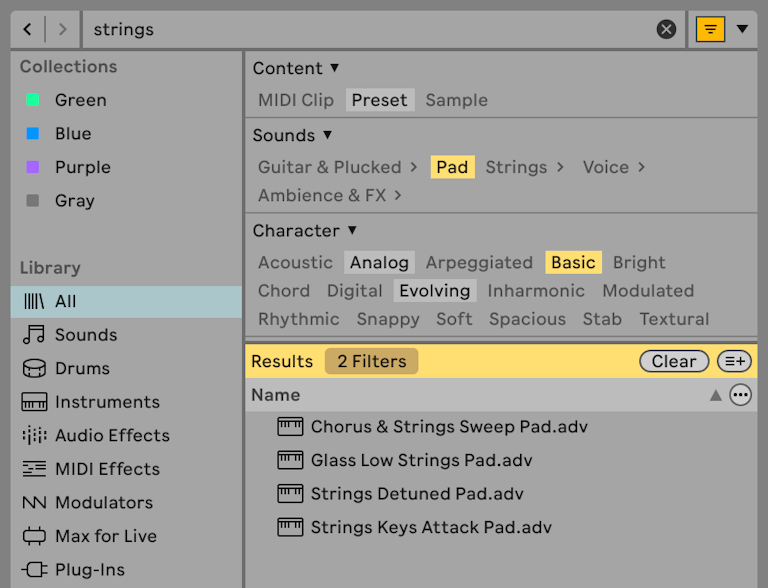 strings
Collections
Green
Blue
Purple
Gray
Library
All
Sounds
Drums
Instruments
Audio Effects
MIDI Effects
Modulators
Max for Live
Plug-Ins
Content
MIDI Clip Preset Sample
Sounds
Guitar & Plucked > Pad Strings > Voice >
Ambience & FX >
Character
Acoustic Analog Arpeggiated Basic Bright
Chord Digital Evolving Inharmonic Modulated
Rhythmic Snappy Soft Spacious Stab Textural
Results 2 Filters Clear
Name
Chorus & Strings Sweep Pad.adv
Glass Low Strings Pad.adv
Strings Detuned Pad.adv
Strings Keys Attack Pad.adv